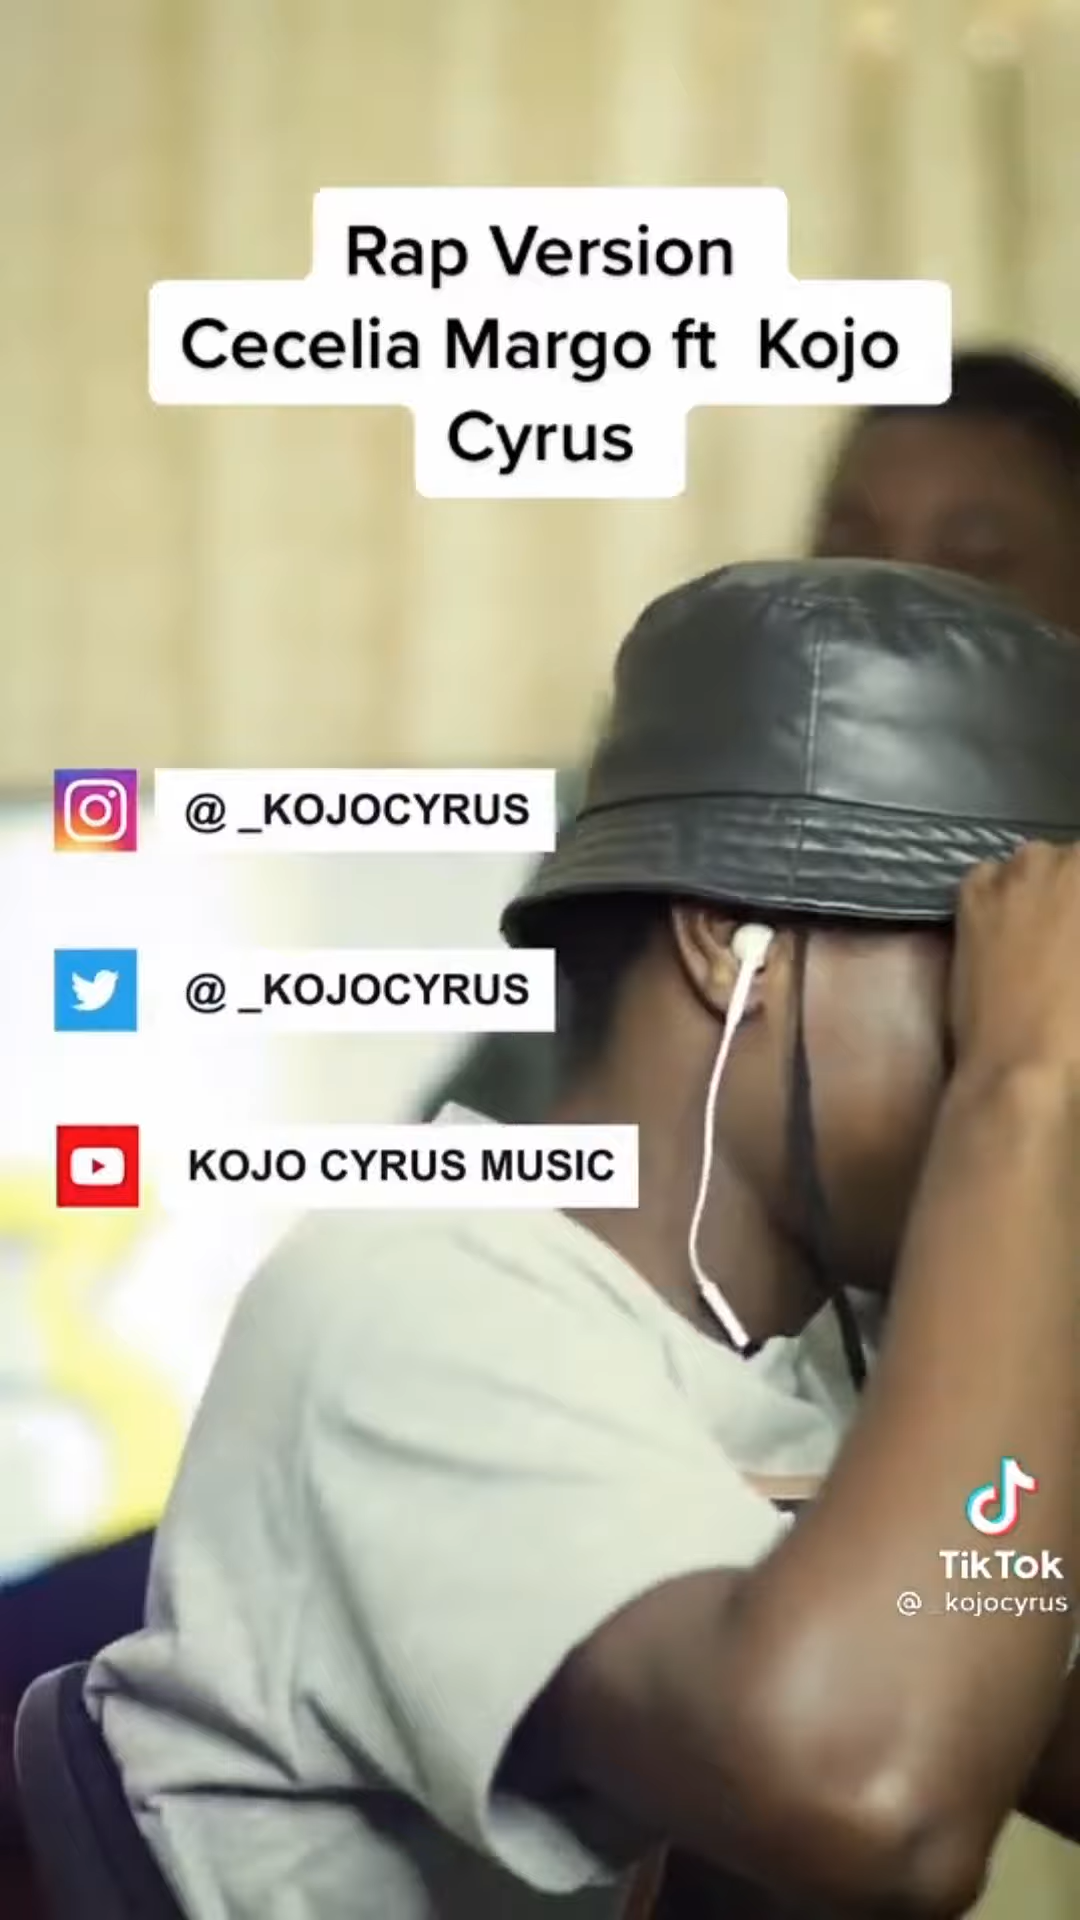 Rap Version
Cecelia Margo ft Kojo
Cyrus
@ _KOJOCYRUS
@ _KOJOCYRUS
KOJO CYRUS MUSIC
TikTok
@ _kojocyrus